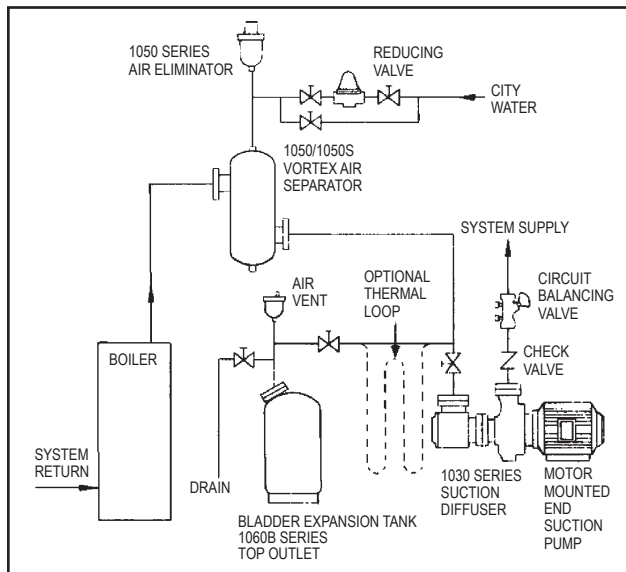 1050 SERIES
AIR ELIMINATOR
REDUCING
VALVE
CITY
WATER
1050/1050S
VORTEX AIR
SEPARATOR
SYSTEM SUPPLY
AIR
VENT
OPTIONAL
THERMAL
LOOP
CIRCUIT
BALANCING
VALVE
BOILER
CHECK
VALVE
SYSTEM
RETURN
DRAIN
1030 SERIES
SUCTION
DIFFUSER
MOTOR
MOUNTED
END
SUCTION
PUMP
BLADDER EXPANSION TANK
1060B SERIES
TOP OUTLET